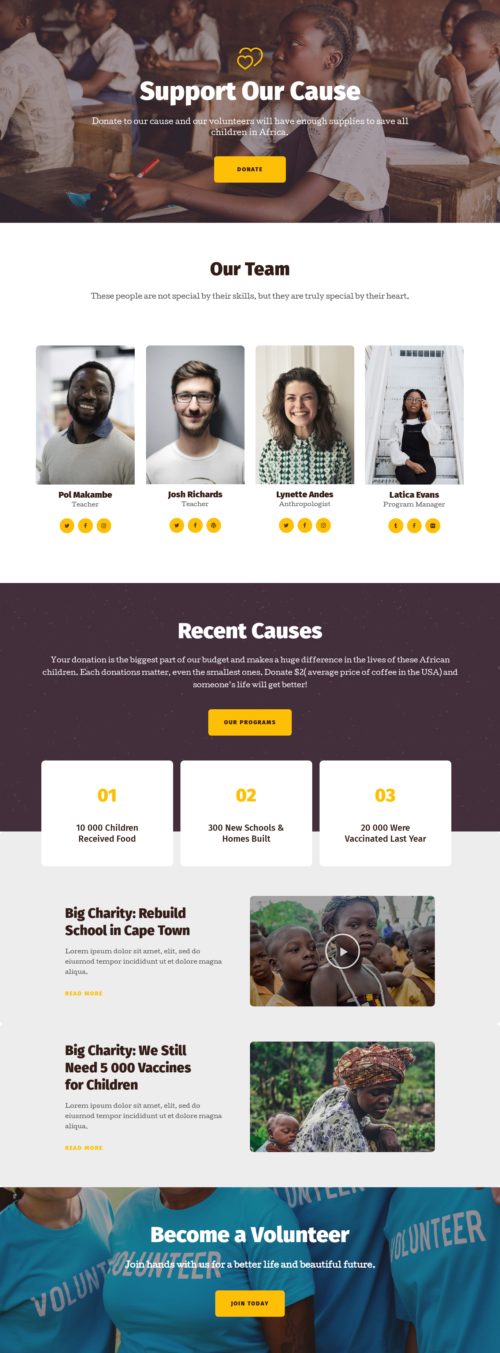 Support Our Cause
Donate to our cause and our volunteers will have enough supplies to save all
children in Africa.
DONATE
Our Team
These people are not special by their skills, but they are truly special by their heart.
Pol Makambe
Teacher
Josh Richards
Teacher
Lynette Andes
Anthropologist
Latica Evans
Program Manager
Recent Causes
Your donation is the biggest part of our budget and makes a huge difference in the lives of these African
children. Each donations matter, even the smallest ones. Donate $2( average price of coffee in the USA) and
someone's life will get better!
OUR PROGRAMS
01
10 000 Children
Received Food
02
300 New Schools &
Homes Built
03
20 000 Were
Vaccinated Last Year
Big Charity: Rebuild
School in Cape Town
Lorem ipsum dolor sit amet, elit, sed do
eiusmod tempor incididunt ut et dolore magna
aliqua.
READ MORE
Big Charity: We Still
Need 5 000 Vaccines
for Children
Lorem ipsum dolor sit amet, elit, sed do
eiusmod tempor incididunt ut et dolore magna
aliqua.
READ MORE
Become a Volunteer
Join hands with us for a better life and beautiful future.
JOIN TODAY
VOLUNTEER
VOLUNTEER